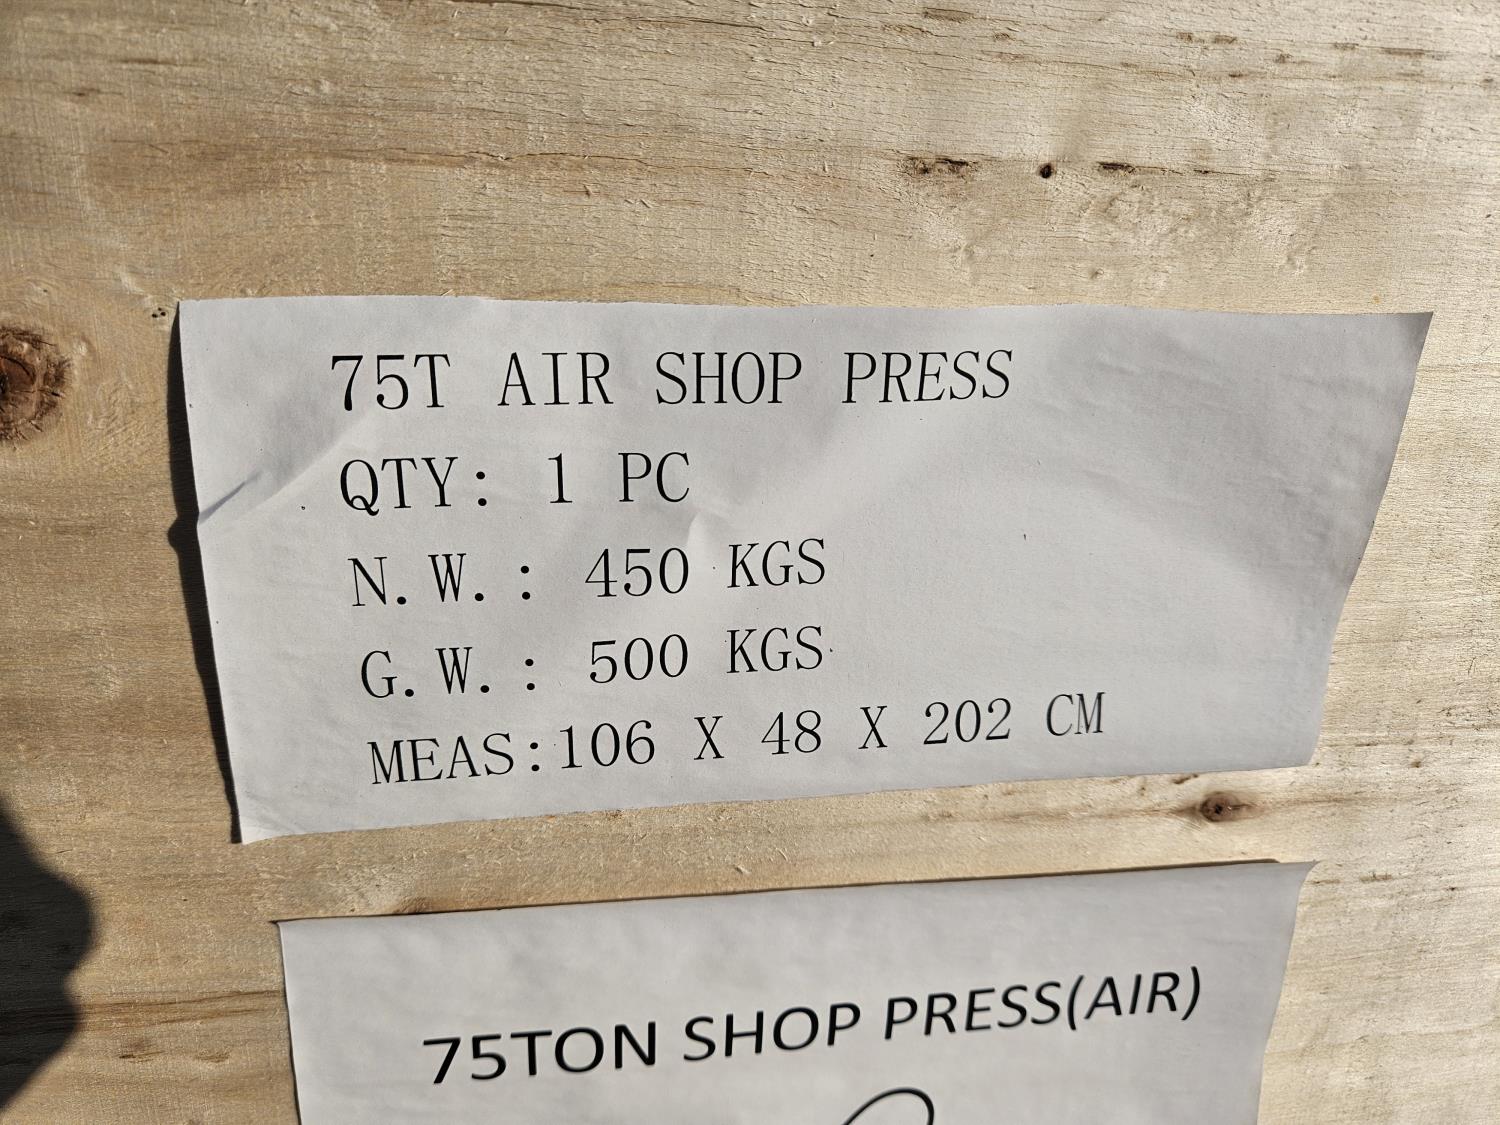 75T AIR SHOP PRESS
QTY: 1 PC
N.W.: 450 KGS
G.W.: 500 KGS
MEAS:106 X 48 X 202 CM
75TON SHOP PRESS(AIR)